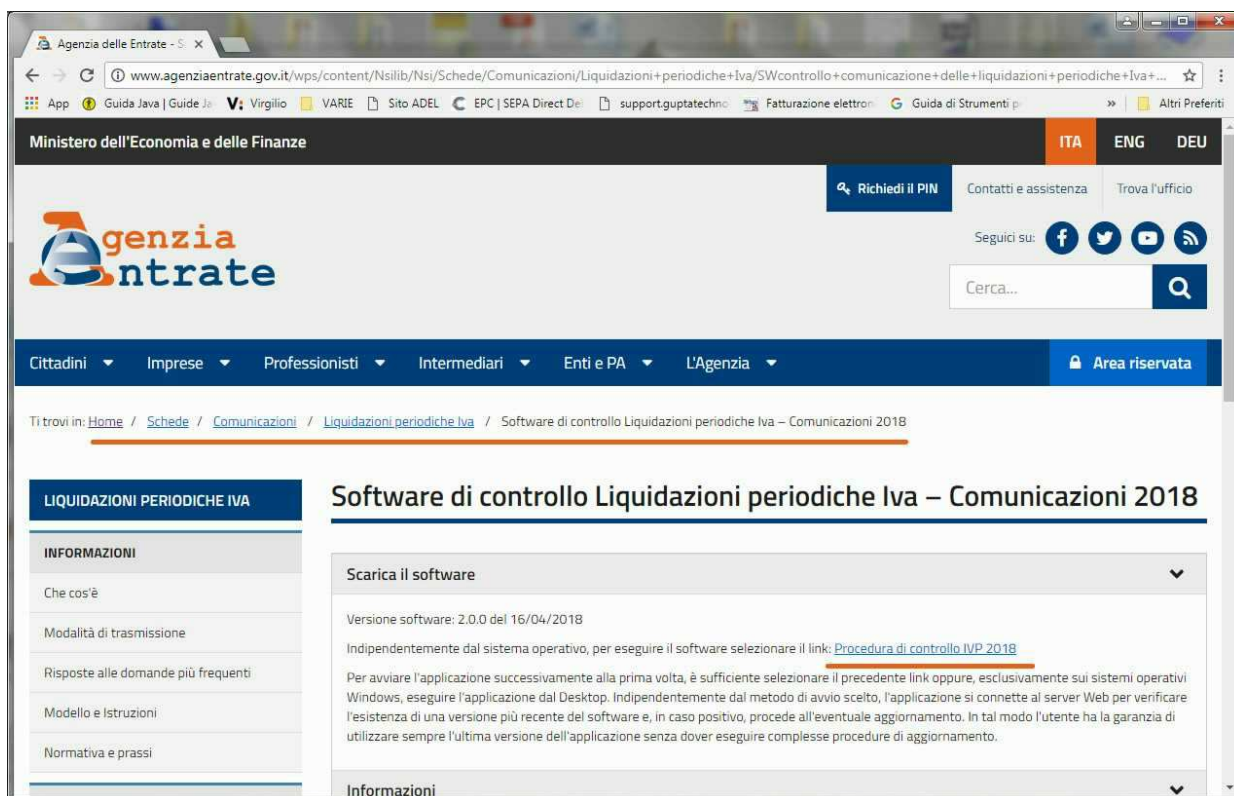 Agenzia delle Entrate - S
www.agenziaentrate.gov.it/wps/content/Nsilib/Nsi/Schede/Comunicazioni/Liquidazioni+periodiche+Iva/SWcontrollo+comunicazione+delle+liquidazioni+periodiche+Iva+...
App Guida Java | Guide Ja Virgilio VARIE Sito ADEL EPC | SEPA Direct De support.guptatechno Fatturazione elettron Guida di Strumenti p » Altri Preferiti
Ministero dell'Economia e delle Finanze ITA ENG DEU
Richiedi il PIN Contatti e assistenza Trova l'ufficio
Agenzia
Entrate
Seguici su:
Cerca...
Cittadini Imprese Professionisti Intermediari Enti e PA L'Agenzia Area riservata
Ti trovi in: Home / Schede / Comunicazioni / Liquidazioni periodiche Iva / Software di controllo Liquidazioni periodiche Iva – Comunicazioni 2018
LIQUIDAZIONI PERIODICHE IVA
INFORMAZIONI
Che cos'è
Modalità di trasmissione
Risposte alle domande più frequenti
Modello e Istruzioni
Normativa e prassi
Software di controllo Liquidazioni periodiche Iva – Comunicazioni 2018
Scarica il software
Versione software: 2.0.0 del 16/04/2018
Indipendentemente dal sistema operativo, per eseguire il software selezionare il link: Procedura di controllo IVP 2018
Per avviare l'applicazione successivamente alla prima volta, è sufficiente selezionare il precedente link oppure, esclusivamente sui sistemi operativi
Windows, eseguire l'applicazione dal Desktop. Indipendentemente dal metodo di avvio scelto, l'applicazione si connette al server Web per verificare
l'esistenza di una versione più recente del software e, in caso positivo, procede all'eventuale aggiornamento. In tal modo l'utente ha la garanzia di
utilizzare sempre l'ultima versione dell'applicazione senza dover eseguire complesse procedure di aggiornamento.
Informazioni